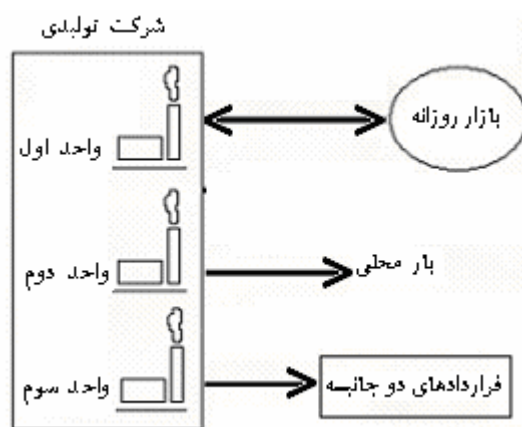 شرکت تولیدی
واحد اول
بازار روزانه
واحد دوم
بار محلی
واحد سوم
قراردادهای دو جانبه